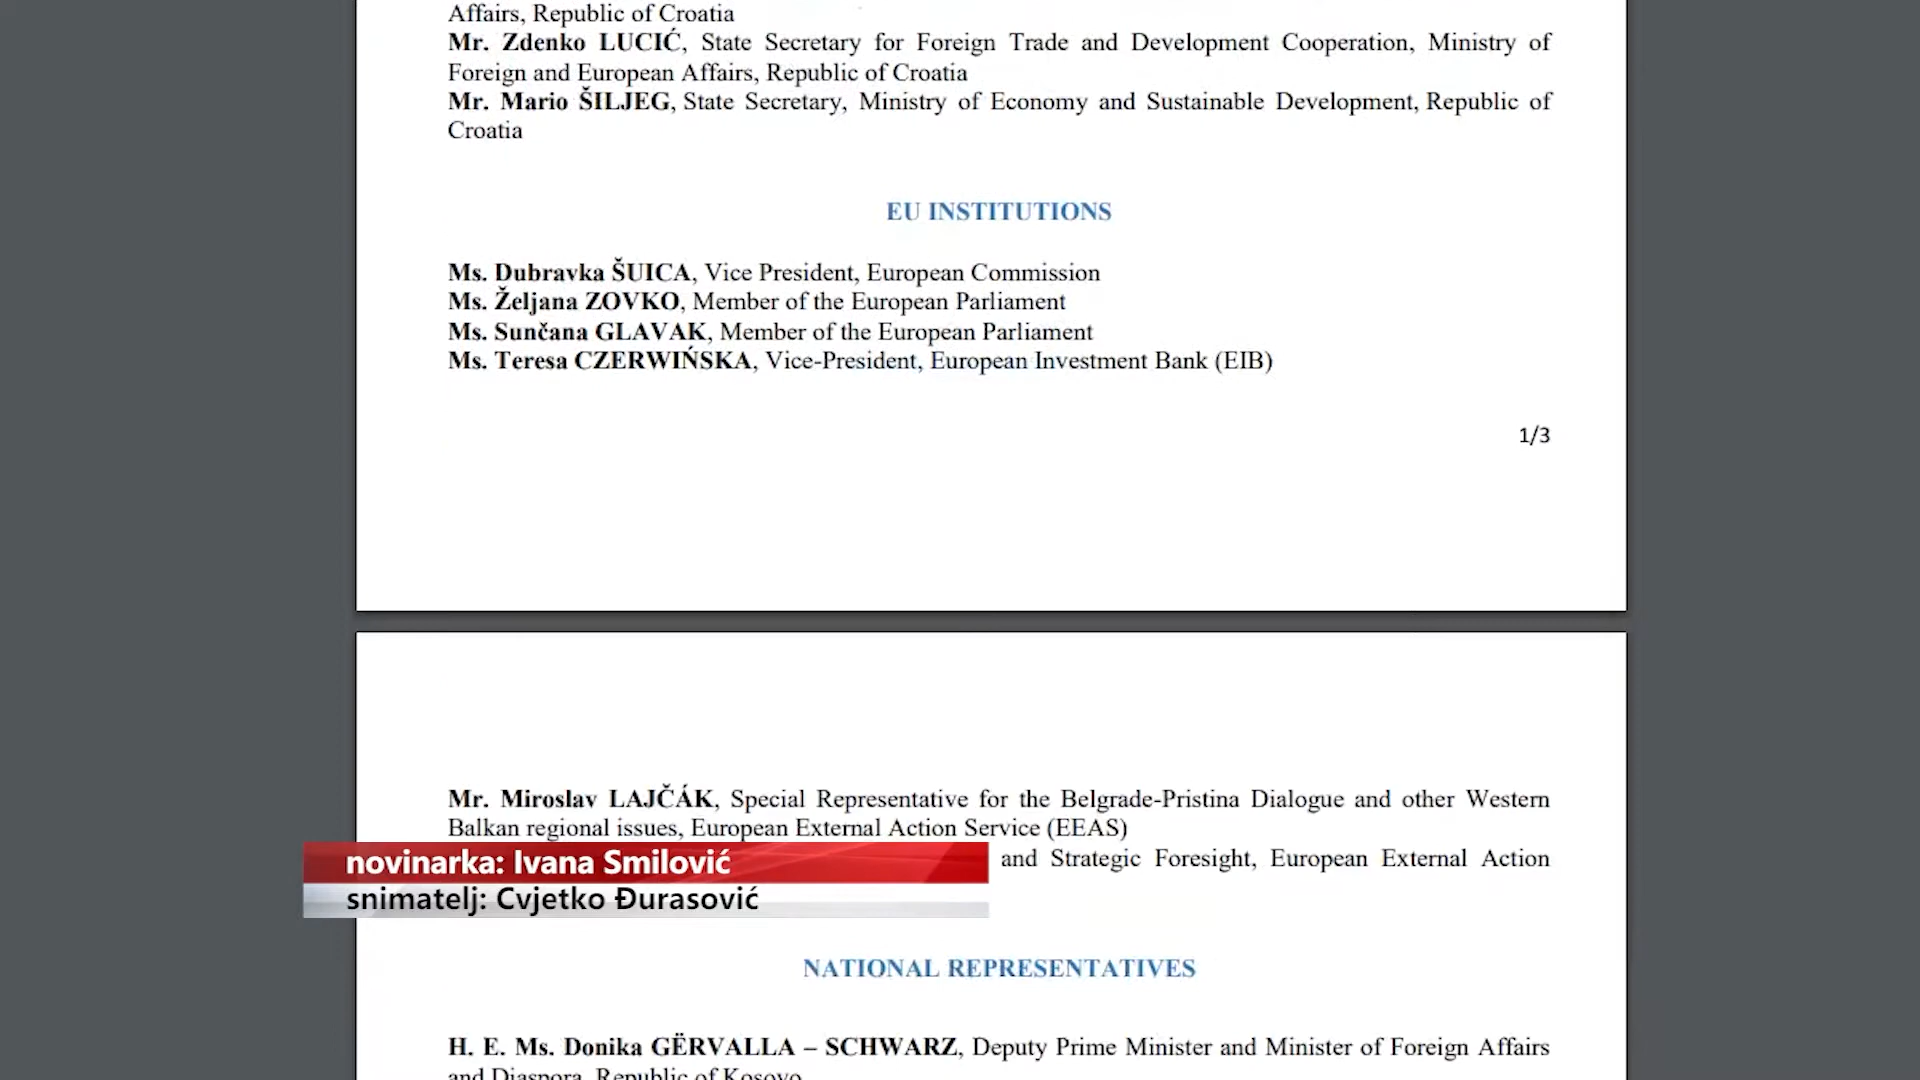 Affairs, Republic of Croatia
Mr. Zdenko LUCIĆ, State Secretary for Foreign Trade and Development Cooperation, Ministry of
Foreign and European Affairs, Republic of Croatia
Mr. Mario ŠILJEG, State Secretary, Ministry of Economy and Sustainable Development, Republic of
Croatia
EU INSTITUTIONS
Ms. Dubravka ŠUICA, Vice President, European Commission
Ms. Željana ZOVKO, Member of the European Parliament
Ms. Sunčana GLAVAK, Member of the European Parliament
Ms. Teresa CZERWIŃSKA, Vice-President, European Investment Bank (EIB)
1/3
Mr. Miroslav LAJČÁK, Special Representative for the Belgrade-Pristina Dialogue and other Western
Balkan regional issues, European External Action Service (EEAS)
and Strategic Foresight, European External Action
novinarka: Ivana Smilović
snimatelj: Cvjetko Đurasović
NATIONAL REPRESENTATIVES
H. E. Ms. Donika GËRVALLA – SCHWARZ, Deputy Prime Minister and Minister of Foreign Affairs
and Diaspora, Republic of Kosovo